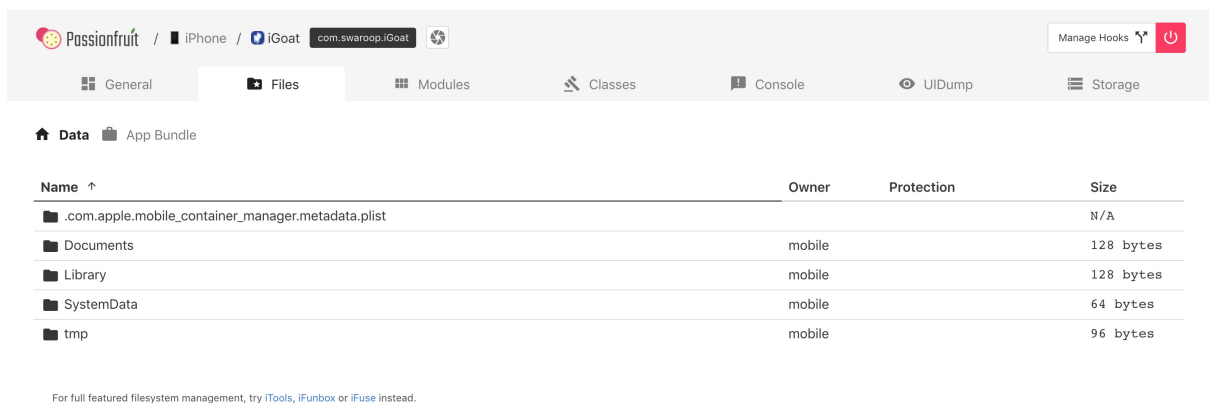 Passionfruit / iPhone / iGoat com.swaroop.iGoat Manage Hooks
General Files Modules Classes Console UIDump Storage
Data App Bundle
Name ↑ Owner Protection Size
.com.apple.mobile_container_manager.metadata.plist N/A
Documents mobile 128 bytes
Library mobile 128 bytes
SystemData mobile 64 bytes
tmp mobile 96 bytes
For full featured filesystem management, try iTools, iFunbox or iFuse instead.